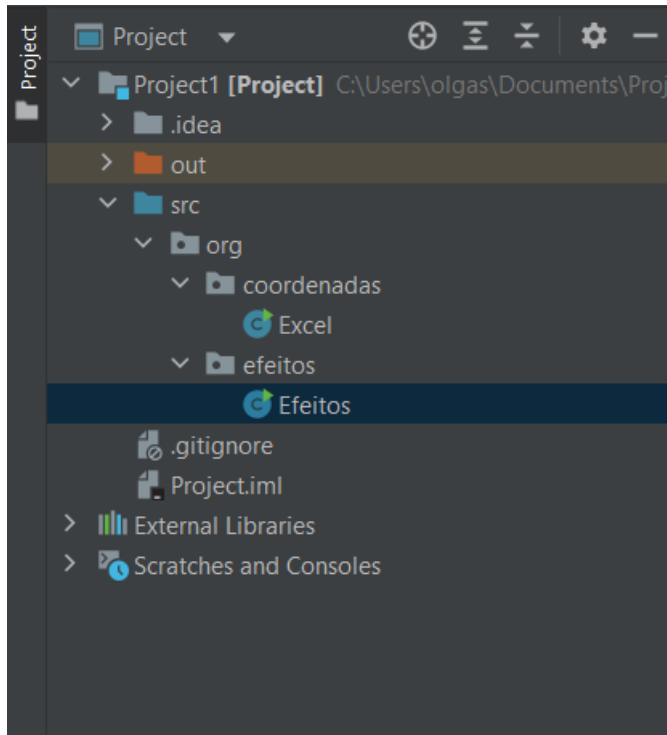 Project
Project
Project1 [Project] C:\Users\olgas\Documents\Proj
.idea
out
src
org
coordenadas
Excel
efeitos
Efeitos
.gitignore
Project.iml
External Libraries
Scratches and Consoles